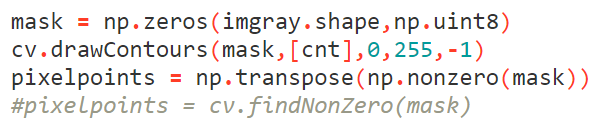 mask = np.zeros(imgray.shape,np.uint8)
cv.drawContours(mask,[cnt],0,255,-1)
pixelpoints = np.transpose(np.nonzero(mask))
#pixelpoints = cv.findNonZero(mask)